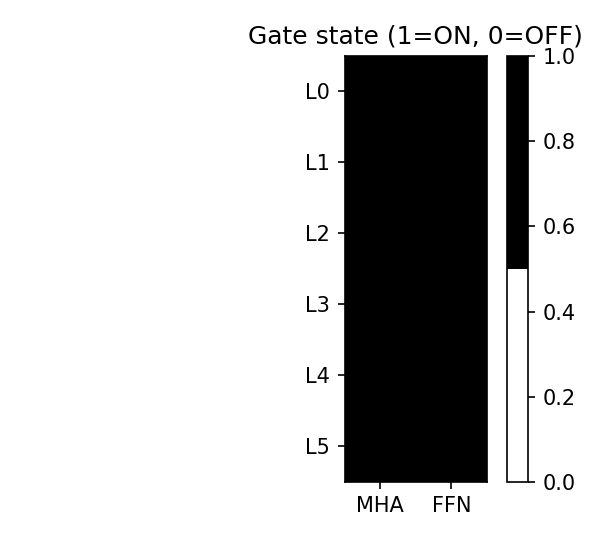 Gate state (1=ON, 0=OFF)
L0
L1
L2
L3
L4
L5
MHA FFN
1.0
0.8
0.6
0.4
0.2
0.0